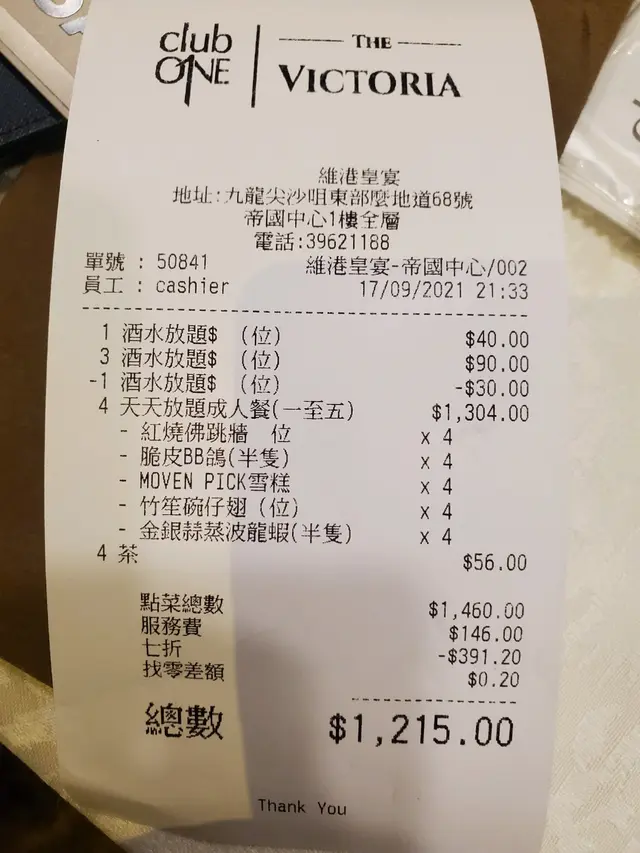 club
ONE
THE
VICTORIA
維港皇宴
地址:九龍尖沙咀東部麼地道68號
帝國中心1樓全層
電話:39621188
單號 : 50841 維港皇宴-帝國中心/002
員工 : cashier 17/09/2021 21:33
1 酒水放題$ (位) $40.00
3 酒水放題$ (位) $90.00
-1 酒水放題$ (位) -$30.00
4 天天放題成人餐(一至五) $1,304.00
- 紅燒佛跳牆 位 x 4
- 脆皮BB鴿(半隻) x 4
- MOVEN PICK雪糕 x 4
- 竹笙碗仔翅 (位) x 4
- 金銀蒜蒸波龍蝦(半隻) x 4
4 茶 $56.00
點菜總數 $1,460.00
服務費 $146.00
七折 -$391.20
找零差額 $0.20
總數 $1,215.00
Thank You